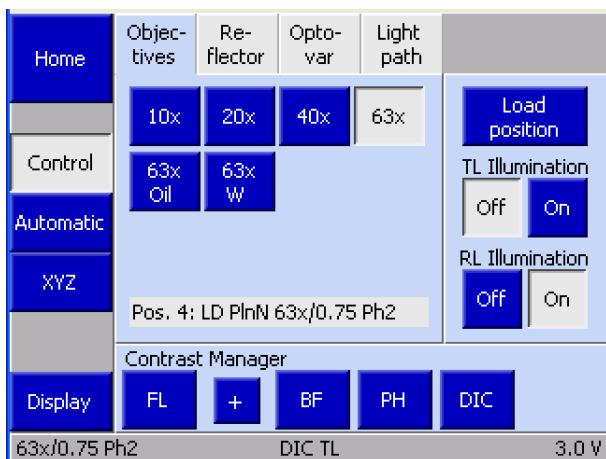 Home
Control
Automatic
XYZ
Display
Objec-
tives
Re-
flector
Opto-
var
Light
path
10x
20x
40x
63x
63x
Oil
63x
W
Pos. 4: LD PlnN 63x/0.75 Ph2
Load
position
TL Illumination
Off
On
RL Illumination
Off
On
Contrast Manager
FL
+
BF
PH
DIC
63x/0.75 Ph2
DIC TL
3.0 V